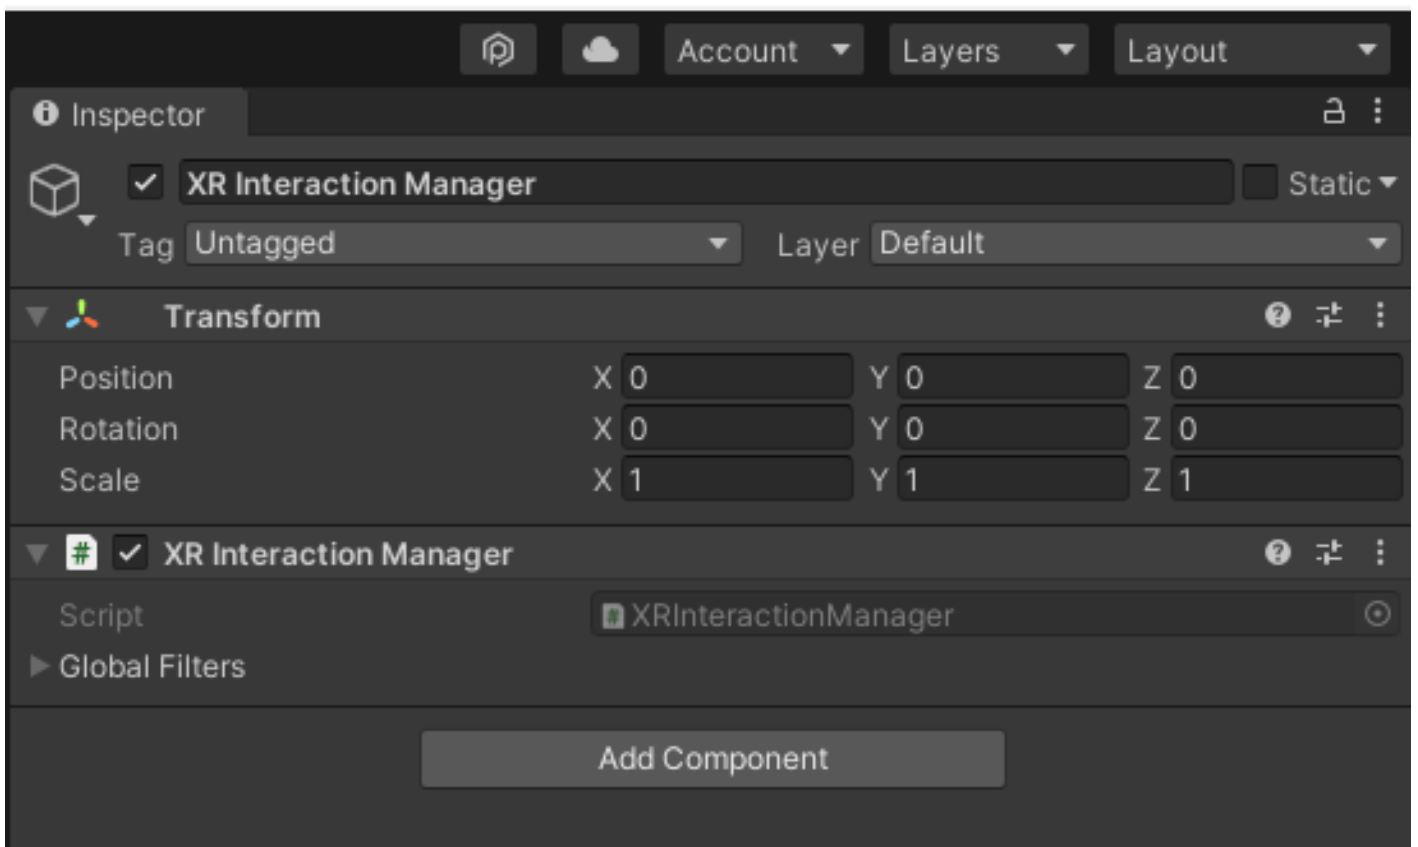 Account Layers Layout
Inspector
XR Interaction Manager Static
Tag Untagged Layer Default
Transform
Position X 0 Y 0 Z 0
Rotation X 0 Y 0 Z 0
Scale X 1 Y 1 Z 1
# XR Interaction Manager
Script # XRInteractionManager
Global Filters
Add Component